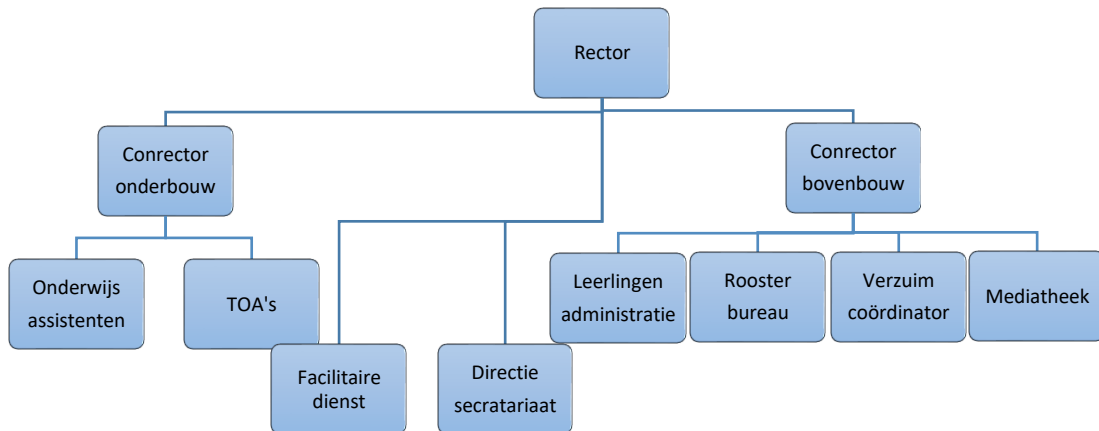 Rector
Conrector
onderbouw
Conrector
bovenbouw
Onderwijs
assistenten
TOA's
Leerlingen
administratie
Rooster
bureau
Verzuim
coördinator
Mediatheek
Facilitaire
dienst
Directie
secratariaat